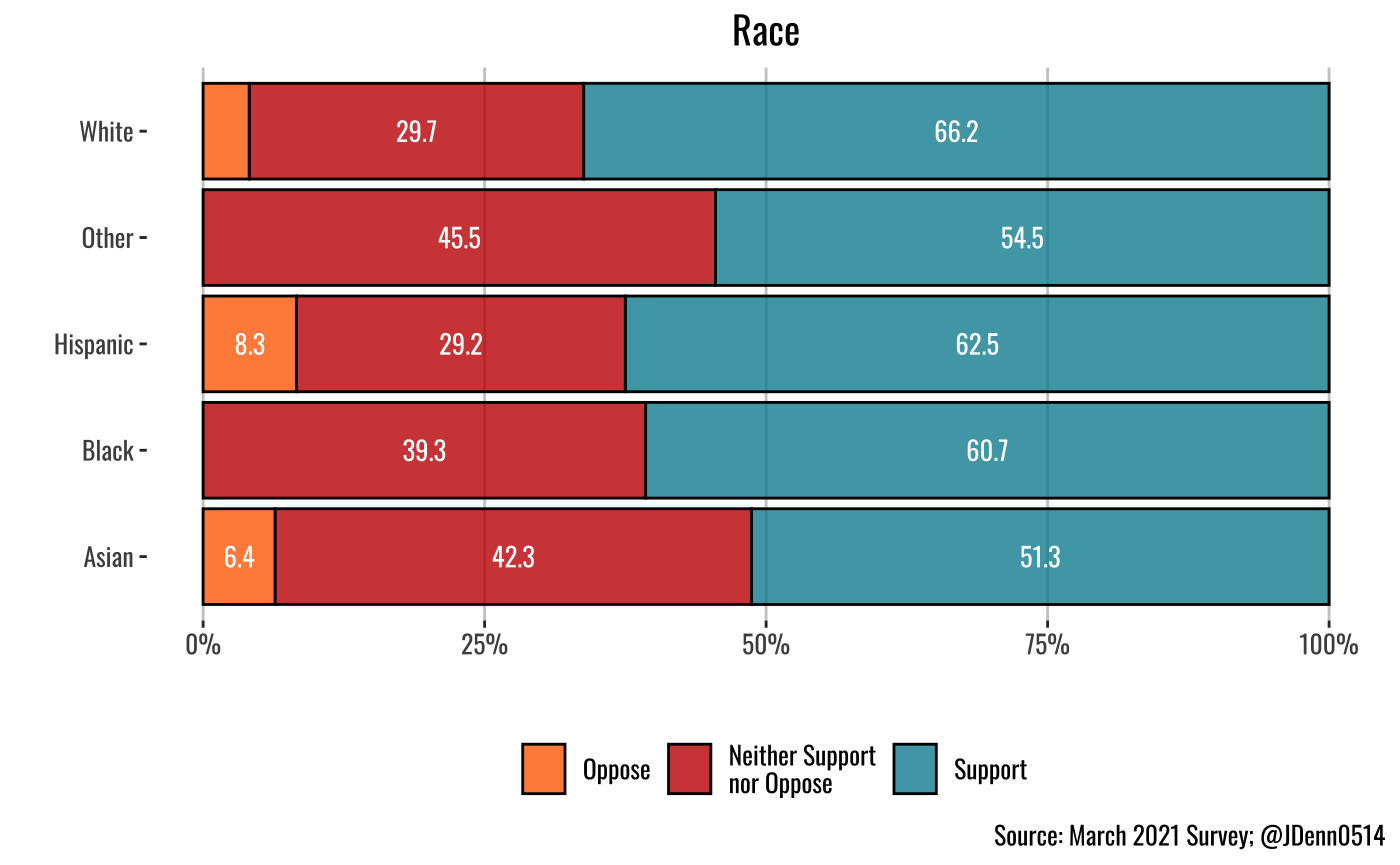 Race
White
29.7
66.2
Other
45.5
54.5
Hispanic
8.3
29.2
62.5
Black
39.3
60.7
Asian
6.4
42.3
51.3
0%
25%
50%
75%
100%
Oppose
Neither Support
nor Oppose
Support
Source: March 2021 Survey; @JDenn0514